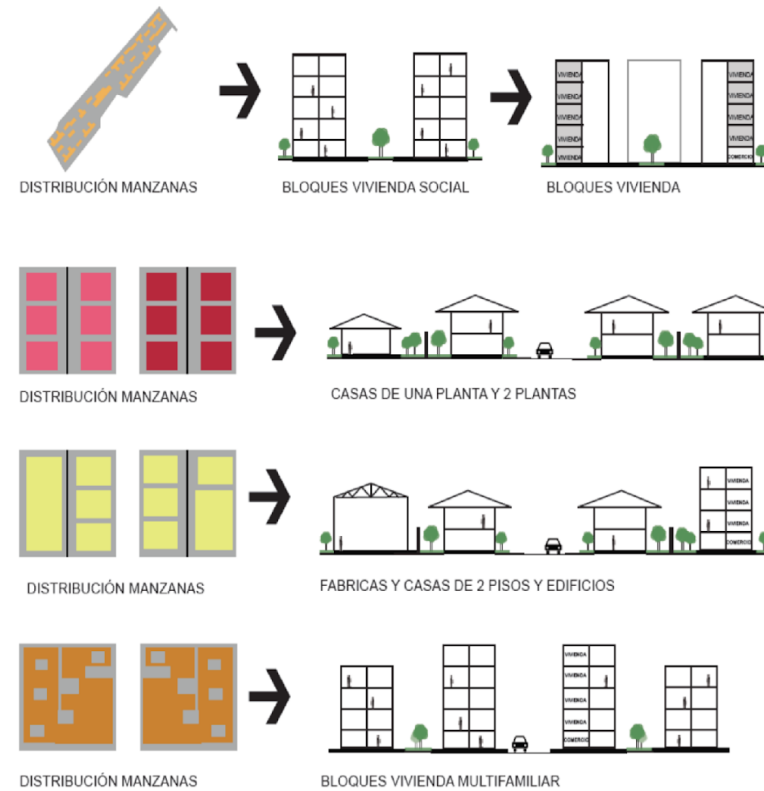 VIVIENDA
VIVIENDA
VIVIENDA
VIVIENDA
VIVIENDA
VIVIENDA
VIVIENDA
VIVIENDA
VIVIENDA
COMERCIO
DISTRIBUCIÓN MANZANAS
BLOQUES VIVIENDA SOCIAL
BLOQUES VIVIENDA
DISTRIBUCIÓN MANZANAS
CASAS DE UNA PLANTA Y 2 PLANTAS
VIVIENDA
VIVIENDA
VIVIENDA
COMERCIO
DISTRIBUCIÓN MANZANAS
FABRICAS Y CASAS DE 2 PISOS Y EDIFICIOS
VIVIENDA
VIVIENDA
VIVIENDA
VIVIENDA
COMERCIO
DISTRIBUCIÓN MANZANAS
BLOQUES VIVIENDA MULTIFAMILIAR